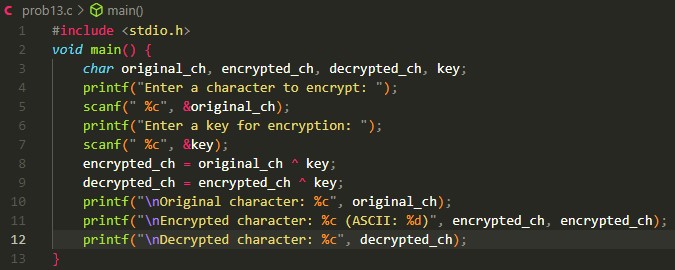 prob13.c > main()
1 #include <stdio.h>
2 void main() {
3 char original_ch, encrypted_ch, decrypted_ch, key;
4 printf("Enter a character to encrypt: ");
5 scanf(" %c", &original_ch);
6 printf("Enter a key for encryption: ");
7 scanf(" %c", &key);
8 encrypted_ch = original_ch ^ key;
9 decrypted_ch = encrypted_ch ^ key;
10 printf("\nOriginal character: %c", original_ch);
11 printf("\nEncrypted character: %c (ASCII: %d)", encrypted_ch, encrypted_ch);
12 printf("\nDecrypted character: %c", decrypted_ch);
13 }